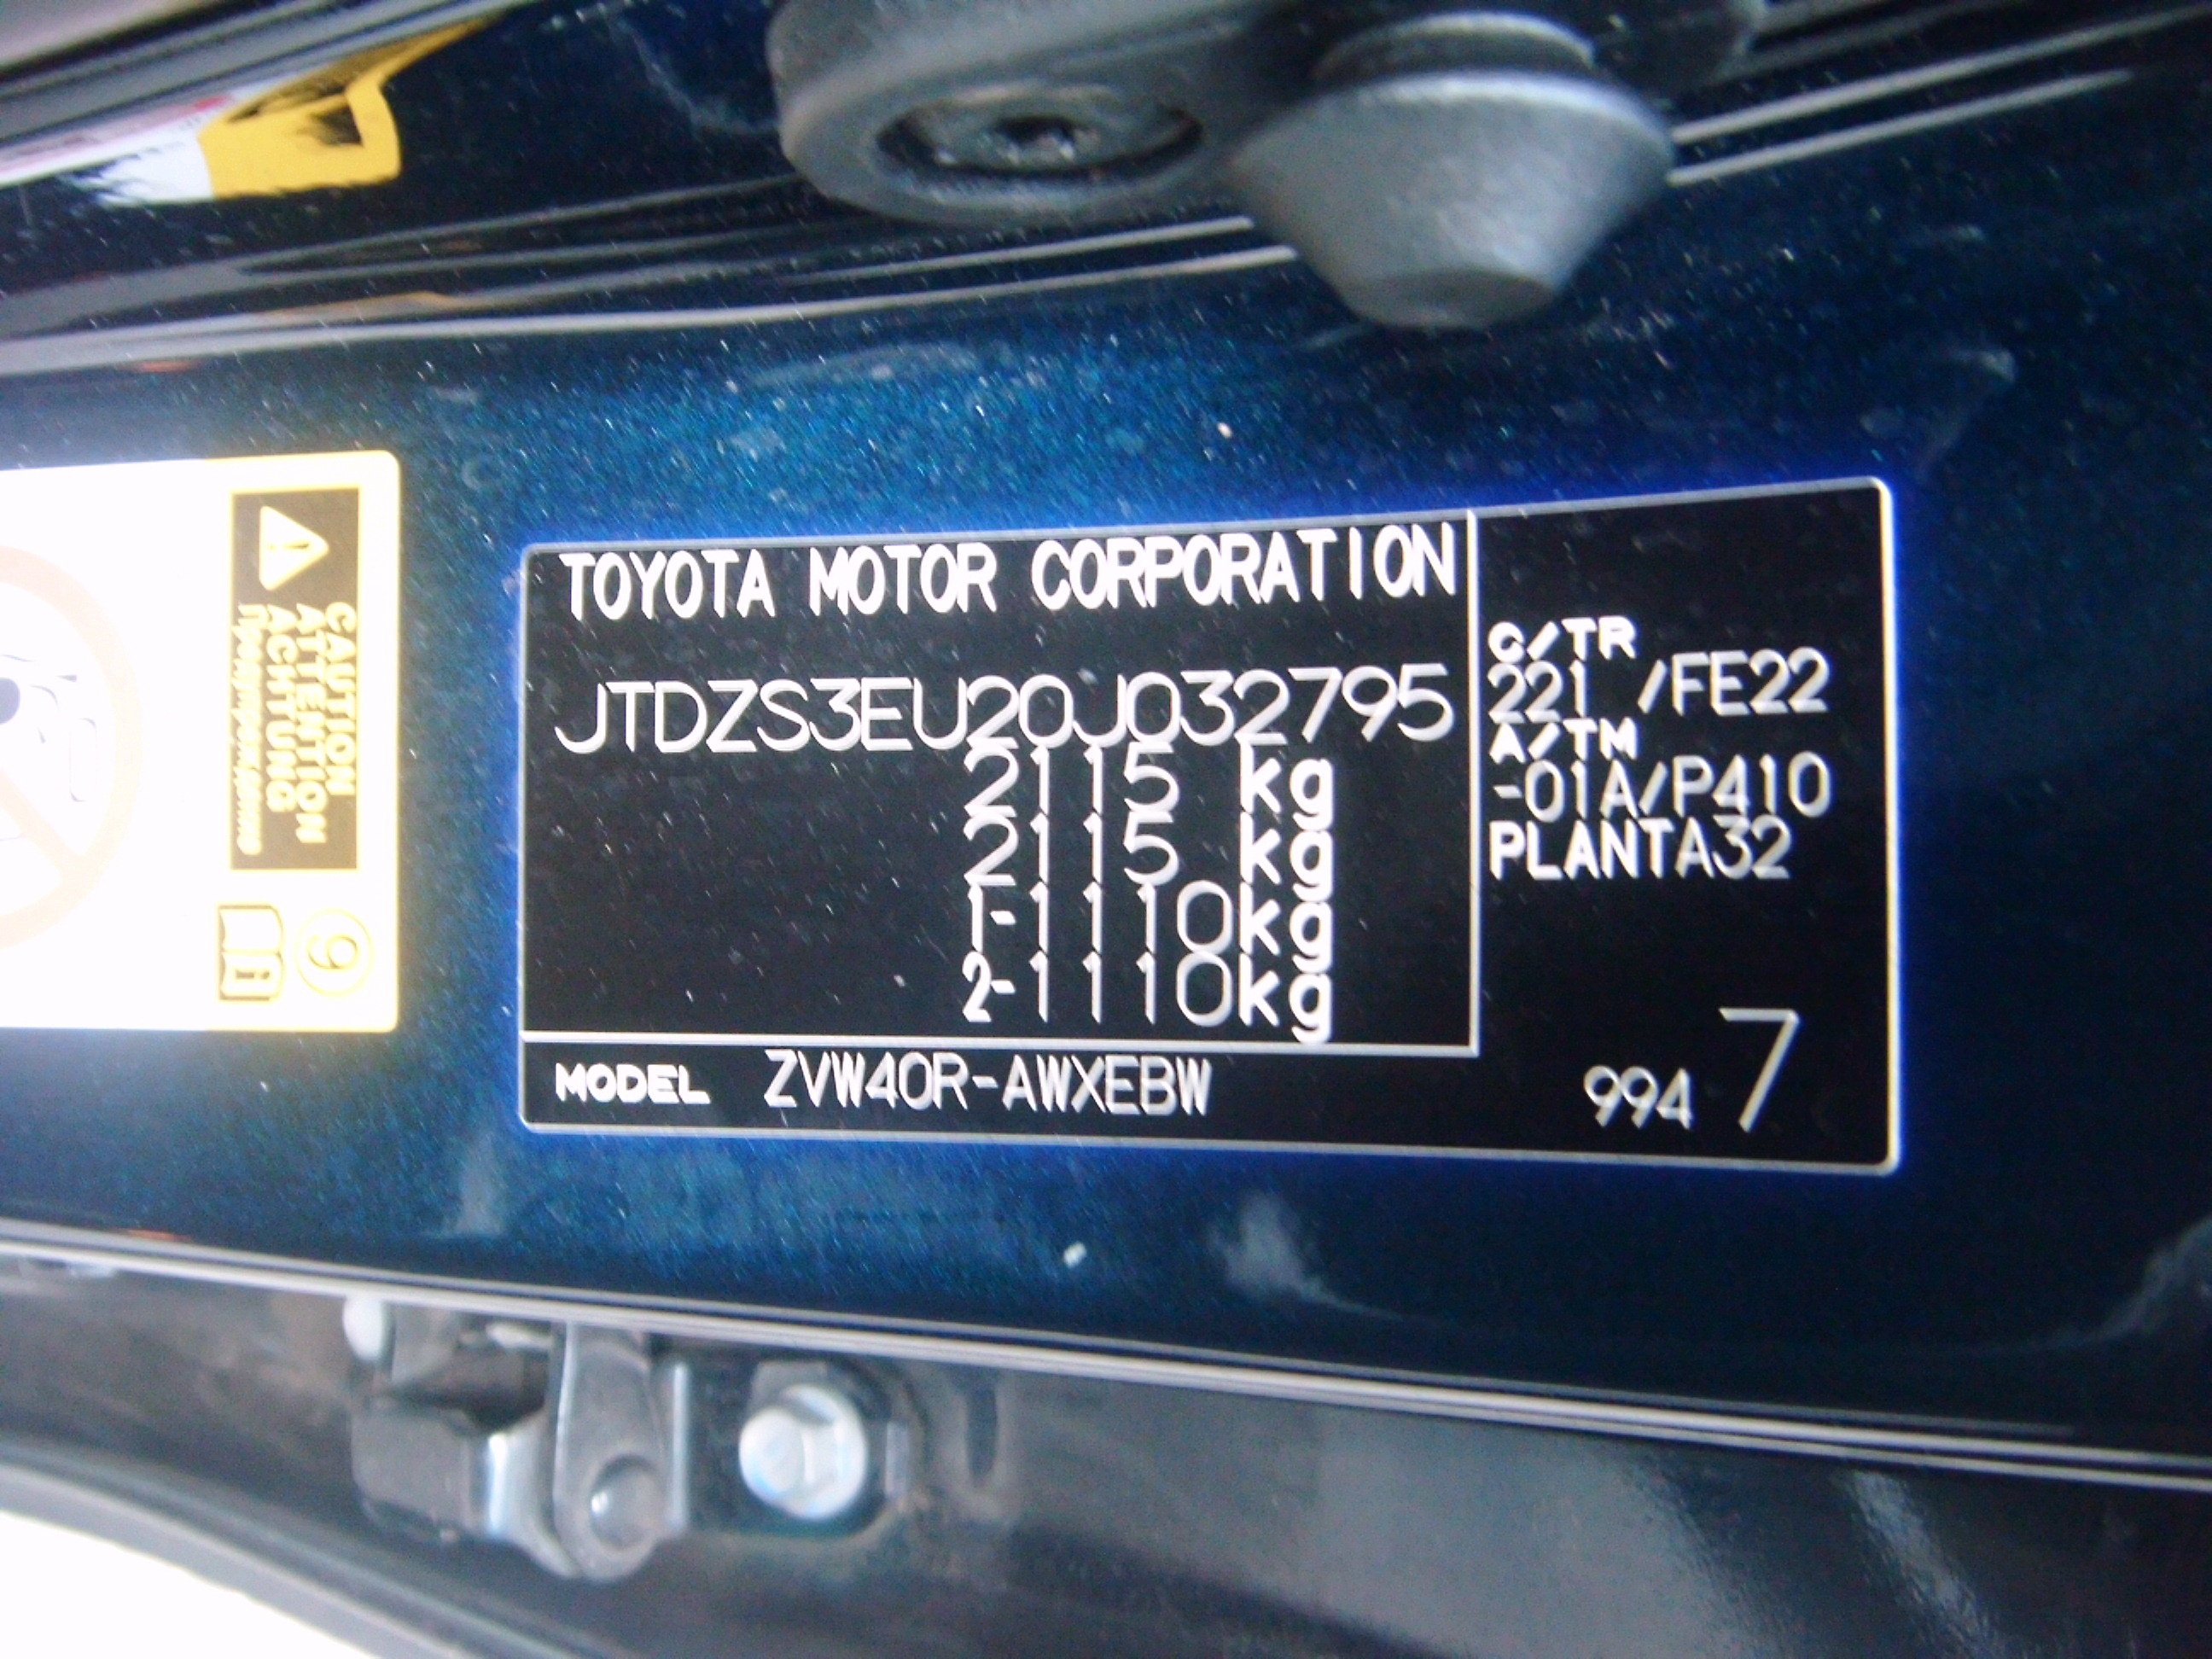 CAUTION
ATTENTION
ACHTUNG
9
TOYOTA MOTOR CORPORATION
JTDZS3EU20J032795
2115 kg
2115 kg
1-1110kg
2-1110kg
MODEL ZVW40R-AWXEBW
C/TR
221 /FE22
A/TM
-01A/P410
PLANTA32
994 7